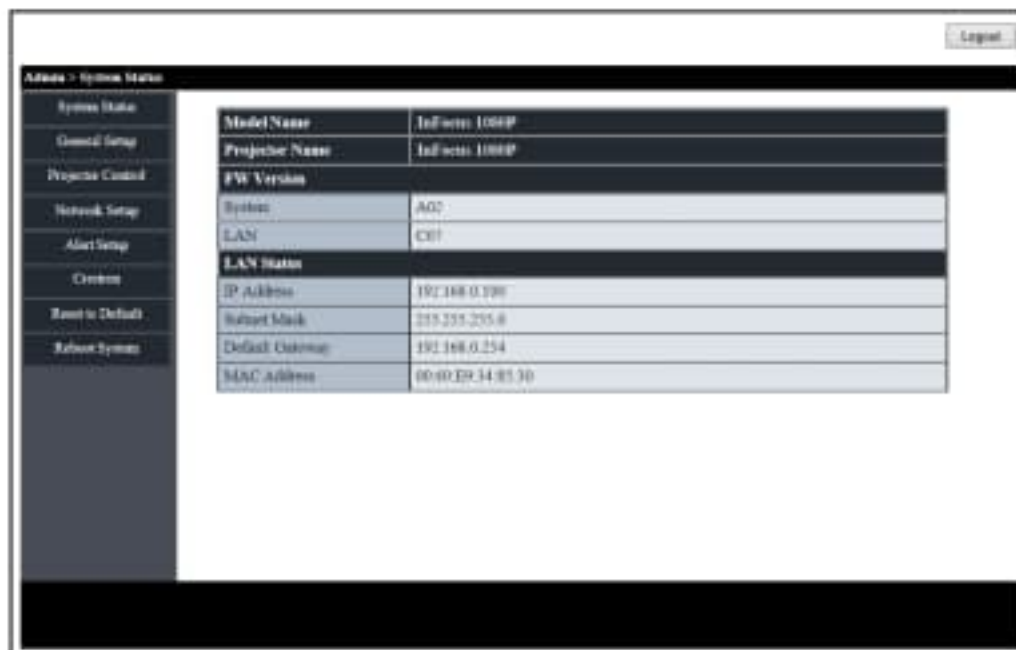 Logout
Admin > System Status
System Status
General Setup
Projector Control
Network Setup
Alert Setup
Crestron
Reset to Default
Reboot System
Model Name InFocus 1080P
Projector Name InFocus 1080P
FW Version
System A02
LAN C07
LAN Status
IP Address 192.168.0.100
Subnet Mask 255.255.255.0
Default Gateway 192.168.0.254
MAC Address